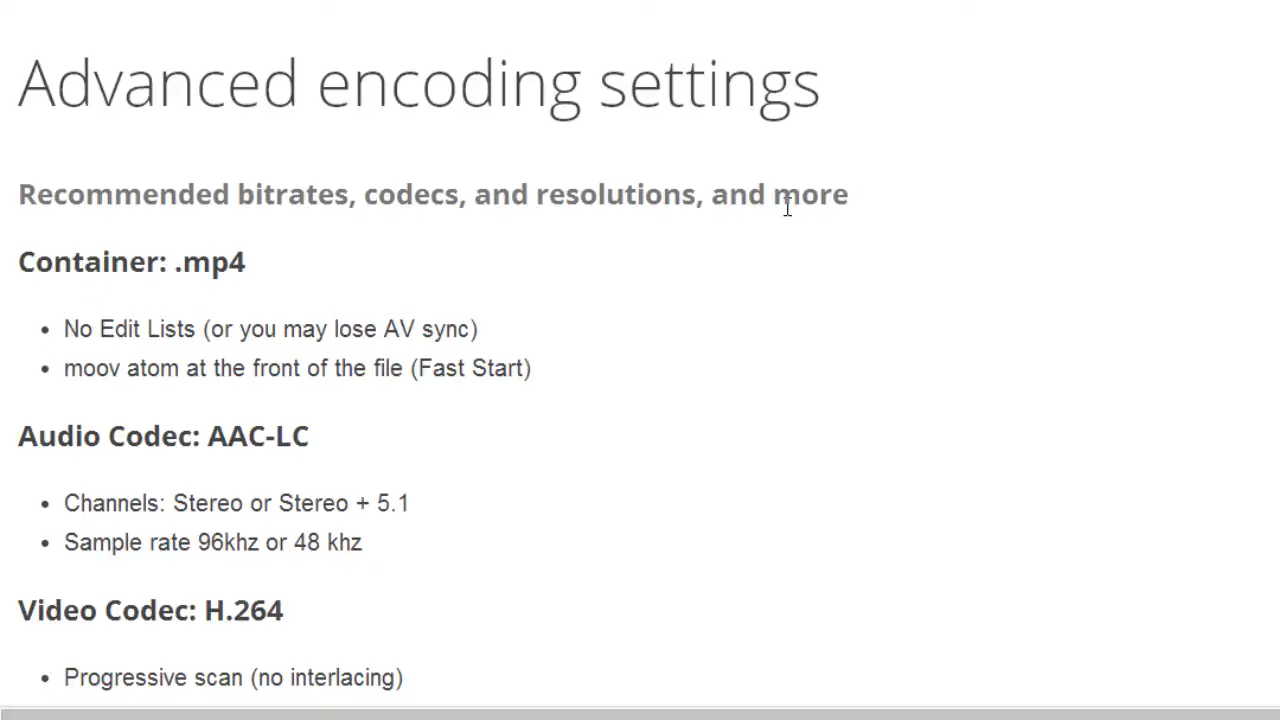 Advanced encoding settings
Recommended bitrates, codecs, and resolutions, and more
Container: .mp4
• No Edit Lists (or you may lose AV sync)
• moov atom at the front of the file (Fast Start)
Audio Codec: AAC-LC
• Channels: Stereo or Stereo + 5.1
• Sample rate 96khz or 48 khz
Video Codec: H.264
• Progressive scan (no interlacing)